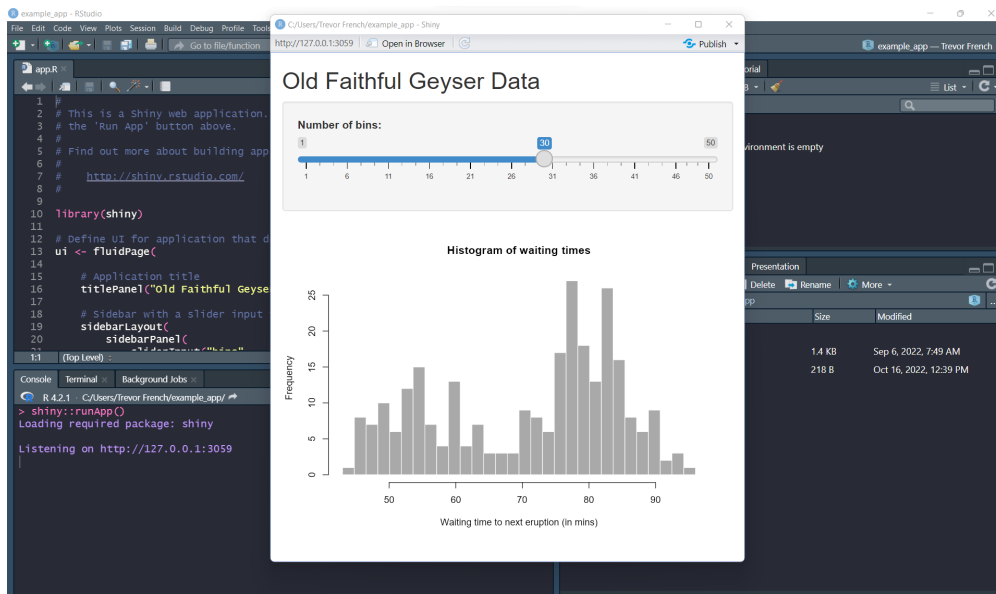 example_app - RStudio
File Edit Code View Plots Session Build Debug Profile Tools
Go to file/function
example_app — Trevor French
app.R
1 #
2 # This is a Shiny web application.
3 # the 'Run App' button above.
4 #
5 # Find out more about building app
6 #
7 # http://shiny.rstudio.com/
8 #
9
10 library(shiny)
11
12 # Define UI for application that d
13 ui <- fluidPage(
14
15 # Application title
16 titlePanel("Old Faithful Geyse
17
18 # Sidebar with a slider input
19 sidebarLayout(
20 sidebarPanel(
21 sliderInput("bins"
1:1 (Top Level)
Console Terminal Background Jobs
R 4.2.1 · C:/Users/Trevor French/example_app/
> shiny::runApp()
Loading required package: shiny
Listening on http://127.0.0.1:3059
C:/Users/Trevor French/example_app - Shiny
http://127.0.0.1:3059 Open in Browser Publish
Old Faithful Geyser Data
Number of bins:
1 30 50
1 6 11 16 21 26 31 36 41 46 50
Histogram of waiting times
Frequency
25
20
15
10
5
0
50 60 70 80 90
Waiting time to next eruption (in mins)
orial
List
vironment is empty
Presentation
Delete Rename More
pp
Size Modified
1.4 KB Sep 6, 2022, 7:49 AM
218 B Oct 16, 2022, 12:39 PM